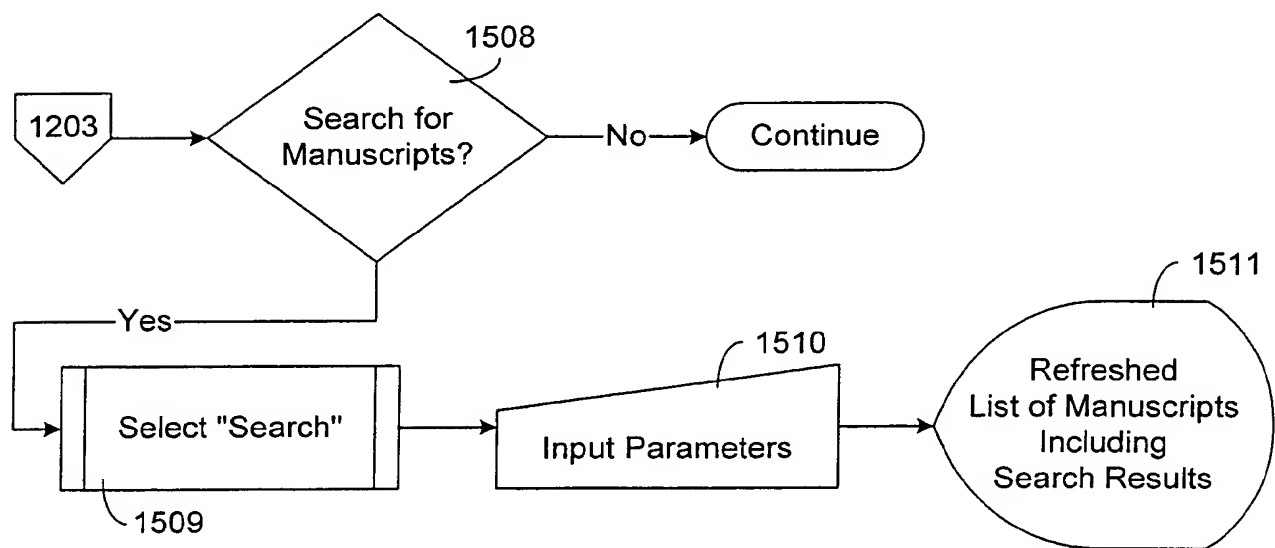 1508
1203
Search for
Manuscripts?
No
Continue
Yes
1511
1510
Select "Search"
Input Parameters
Refreshed
List of Manuscripts
Including
Search Results
1509